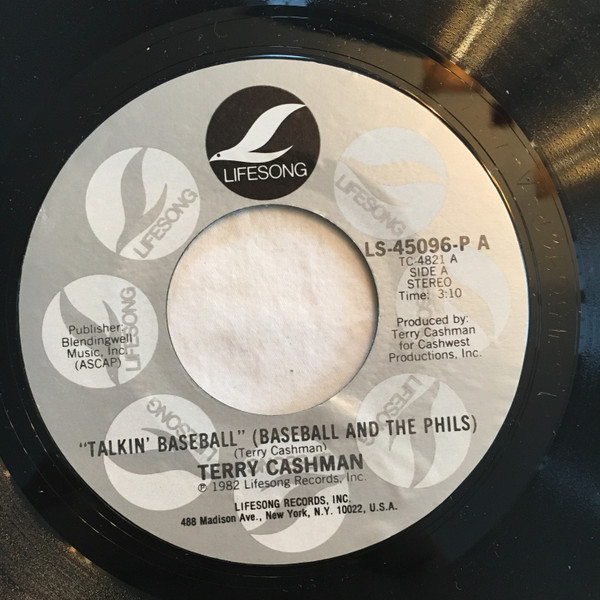 LIFESONG
LIFESONG
LIFESONG
LS-45096-P A
TC-4821 A
SIDE A
STEREO
Time: 3:10
Publisher:
Blendingwell
Music, Inc.
(ASCAP)
LIFESONG
Produced by:
Terry Cashman
for Cashwest
Productions, Inc.
LIFESONG
LIFESONG
"TALKIN' BASEBALL" (BASEBALL AND THE PHILS)
(Terry Cashman)
TERRY CASHMAN
℗ 1982 Lifesong Records, Inc.
LIFESONG RECORDS, INC.
488 Madison Ave., New York, N.Y. 10022, U.S.A.